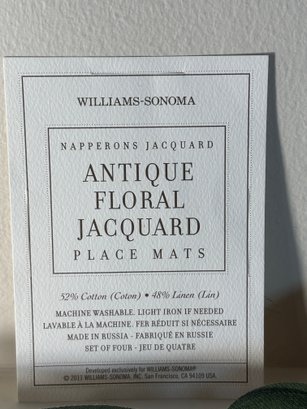 WILLIAMS-SONOMA
NAPPERONS JACQUARD
ANTIQUE
FLORAL
JACQUARD
PLACE MATS
52% Cotton (Coton) • 48% Linen (Lin)
MACHINE WASHABLE. LIGHT IRON IF NEEDED
LAVABLE À LA MACHINE. FER RÉDUIT SI NÉCESSAIRE
MADE IN RUSSIA - FABRIQUÉ EN RUSSIE
SET OF FOUR - JEU DE QUATRE
Developed exclusively for WILLIAMS-SONOMA®
© 2011 WILLIAMS-SONOMA, INC. San Francisco, CA 94109 USA.